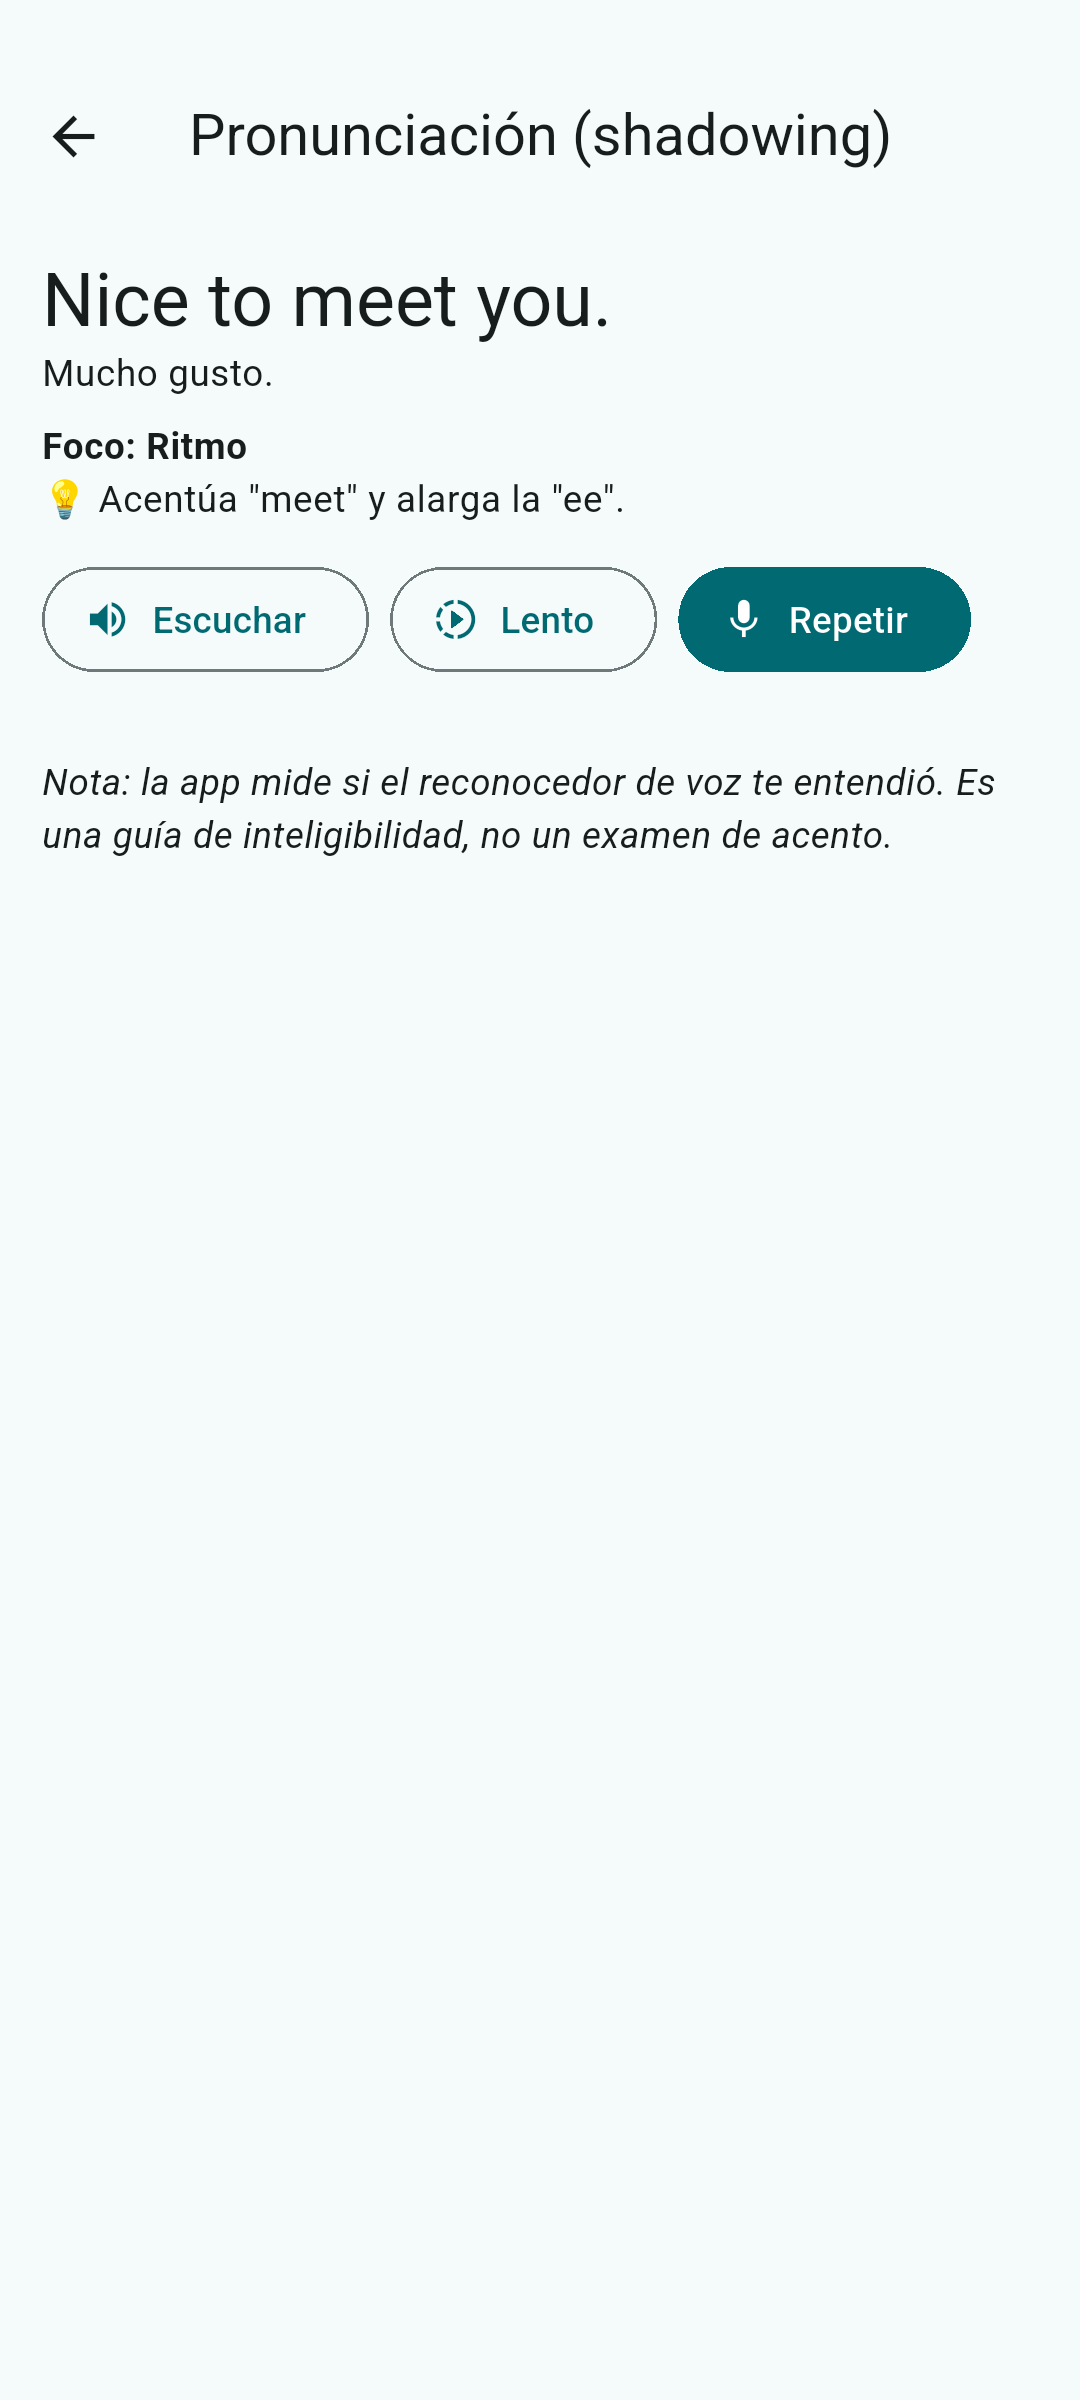 Pronunciación (shadowing)
Nice to meet you.
Mucho gusto.
Foco: Ritmo
💡 Acentúa "meet" y alarga la "ee".
Escuchar
Lento
Repetir
Nota: la app mide si el reconocedor de voz te entendió. Es
una guía de inteligibilidad, no un examen de acento.